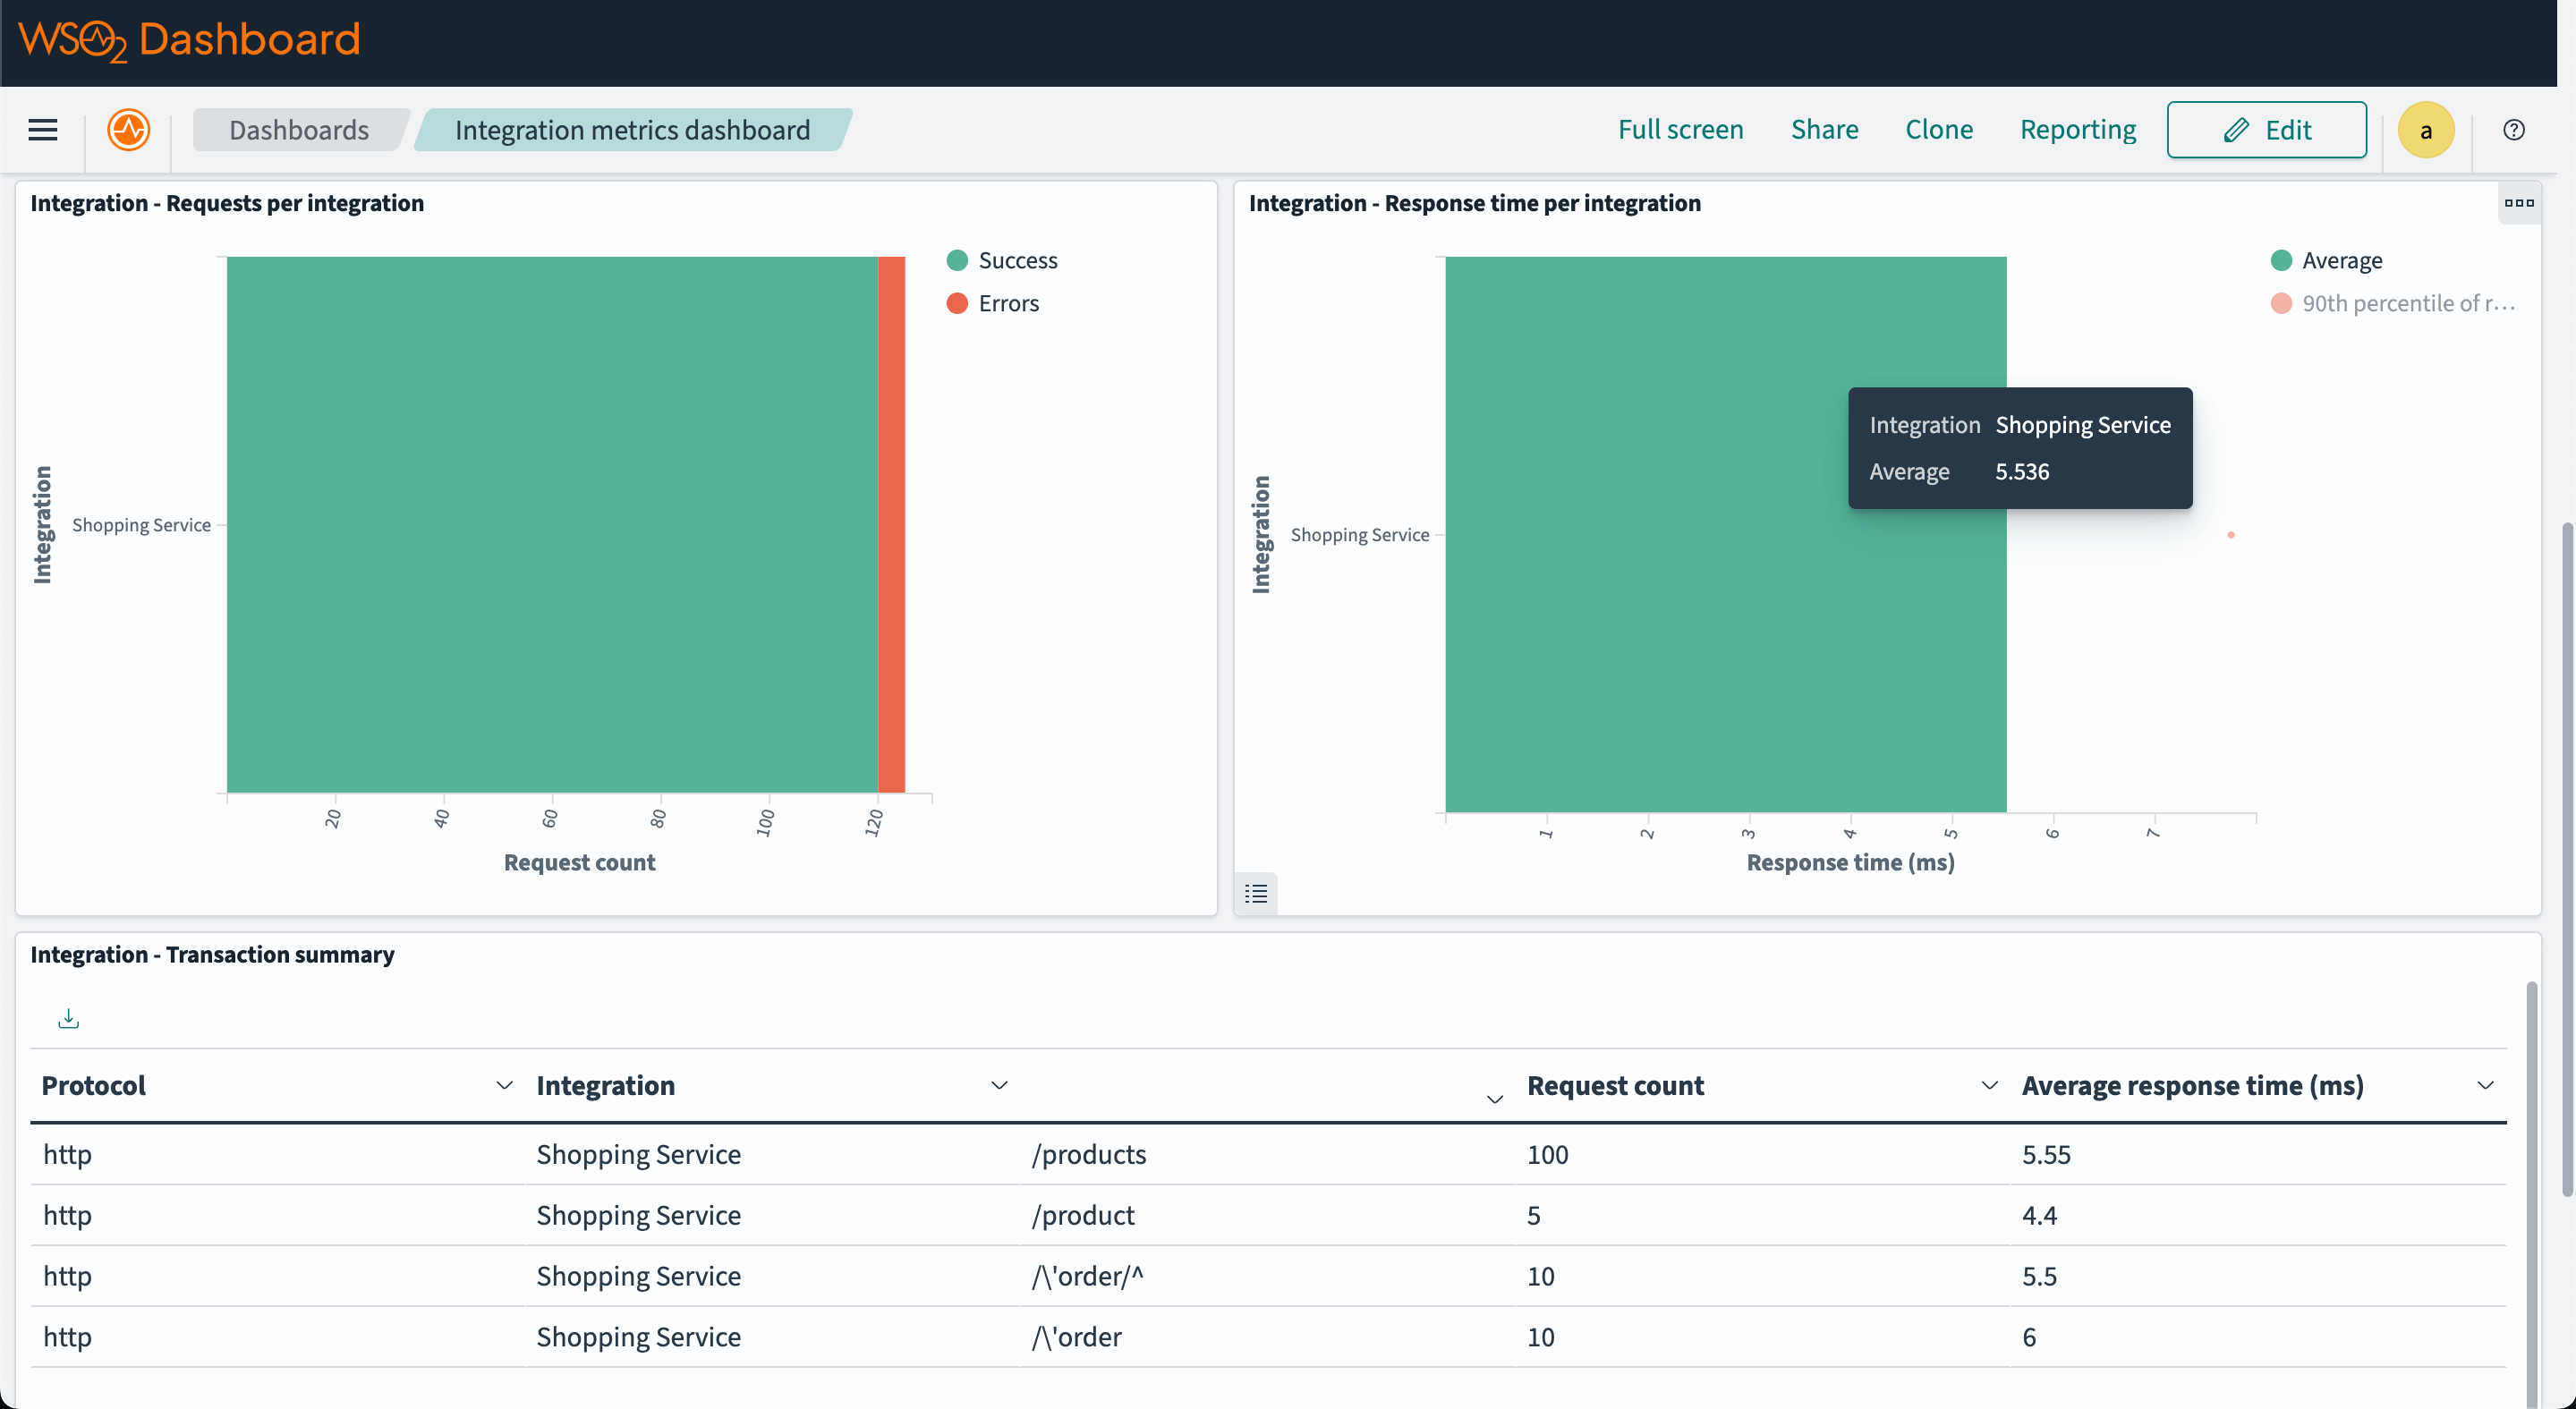 WSO2 Dashboard
Dashboards
Integration metrics dashboard
Full screen
Share
Clone
Reporting
Edit
a
Integration - Requests per integration
Success
Errors
Integration
Shopping Service
20 40 60 80 100 120
Request count
Integration - Response time per integration
Average
90th percentile of r...
Integration Shopping Service
Average 5.536
Integration
Shopping Service
1 2 3 4 5 6 7
Response time (ms)
Integration - Transaction summary
Protocol Integration Request count Average response time (ms)
http Shopping Service /products 100 5.55
http Shopping Service /product 5 4.4
http Shopping Service /\'order/^ 10 5.5
http Shopping Service /\'order 10 6